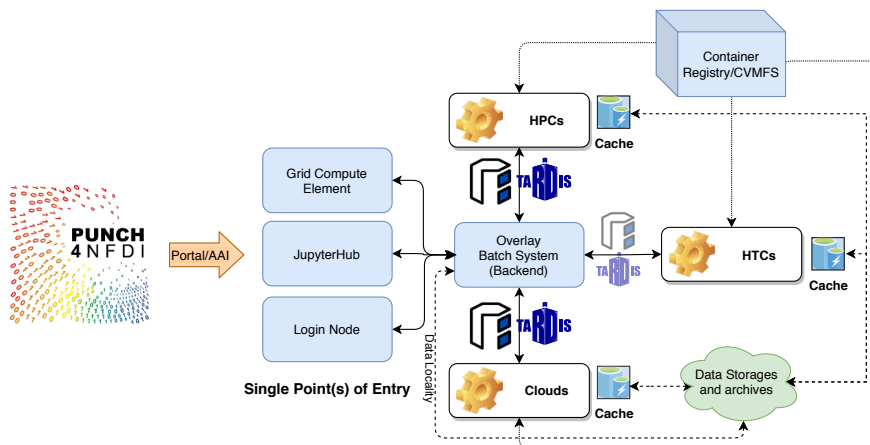 Container
Registry/CVMFS
HPCs
Cache
TARDIS
Grid Compute
Element
PUNCH
4NFDI
Portal/AAI
JupyterHub
Overlay
Batch System
(Backend)
TARDIS
HTCs
Cache
Login Node
TARDIS
Data Locality
Single Point(s) of Entry
Clouds
Cache
Data Storages
and archives